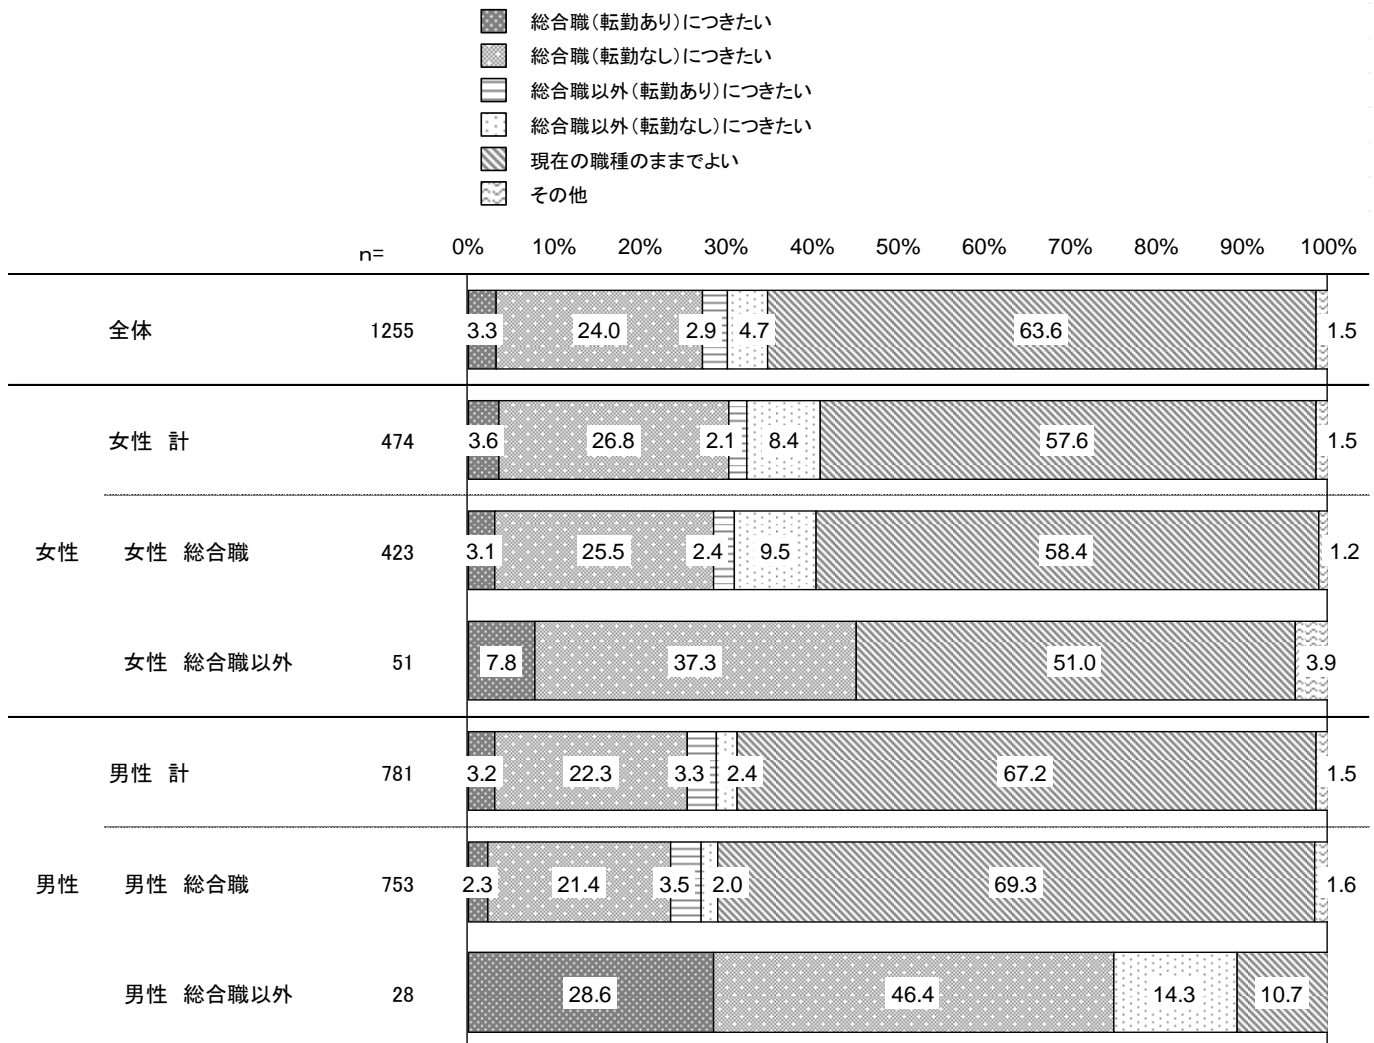 総合職(転勤あり)につきたい
総合職(転勤なし)につきたい
総合職以外(転勤あり)につきたい
総合職以外(転勤なし)につきたい
現在の職種のままでよい
その他
n= 0% 10% 20% 30% 40% 50% 60% 70% 80% 90% 100%
全体 1255 3.3 24.0 2.9 4.7 63.6 1.5
女性 計 474 3.6 26.8 2.1 8.4 57.6 1.5
女性 女性 総合職 423 3.1 25.5 2.4 9.5 58.4 1.2
女性 総合職以外 51 7.8 37.3 51.0 3.9
男性 計 781 3.2 22.3 3.3 2.4 67.2 1.5
男性 男性 総合職 753 2.3 21.4 3.5 2.0 69.3 1.6
男性 総合職以外 28 28.6 46.4 14.3 10.7